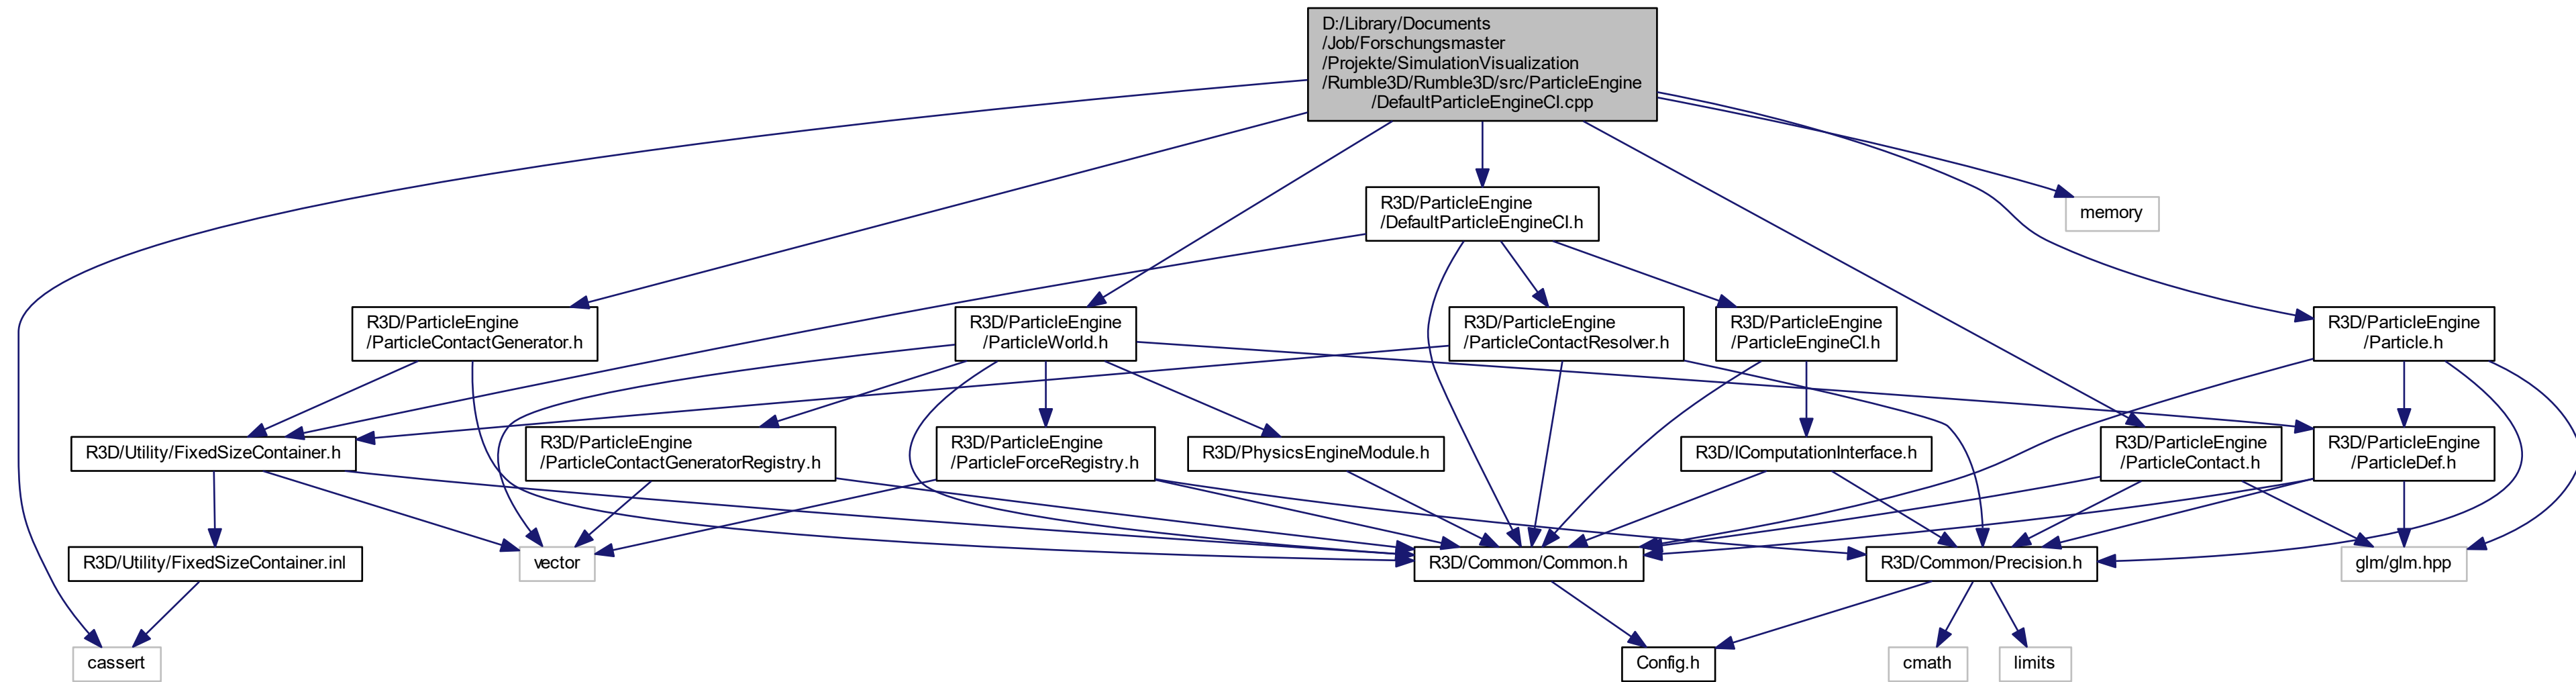 D:/Library/Documents
/Job/Forschungsmaster
/Projekte/SimulationVisualization
/Rumble3D/Rumble3D/src/ParticleEngine
/DefaultParticleEngineCI.cpp
R3D/ParticleEngine
/DefaultParticleEngineCI.h
memory
R3D/ParticleEngine
/ParticleContactGenerator.h
R3D/ParticleEngine
/ParticleWorld.h
R3D/ParticleEngine
/ParticleContactResolver.h
R3D/ParticleEngine
/ParticleEngineCI.h
R3D/ParticleEngine
/Particle.h
R3D/Utility/FixedSizeContainer.h
R3D/ParticleEngine
/ParticleContactGeneratorRegistry.h
R3D/ParticleEngine
/ParticleForceRegistry.h
R3D/PhysicsEngineModule.h
R3D/IComputationInterface.h
R3D/ParticleEngine
/ParticleContact.h
R3D/ParticleEngine
/ParticleDef.h
R3D/Utility/FixedSizeContainer.inl
vector
R3D/Common/Common.h
R3D/Common/Precision.h
glm/glm.hpp
cassert
Config.h
cmath
limits